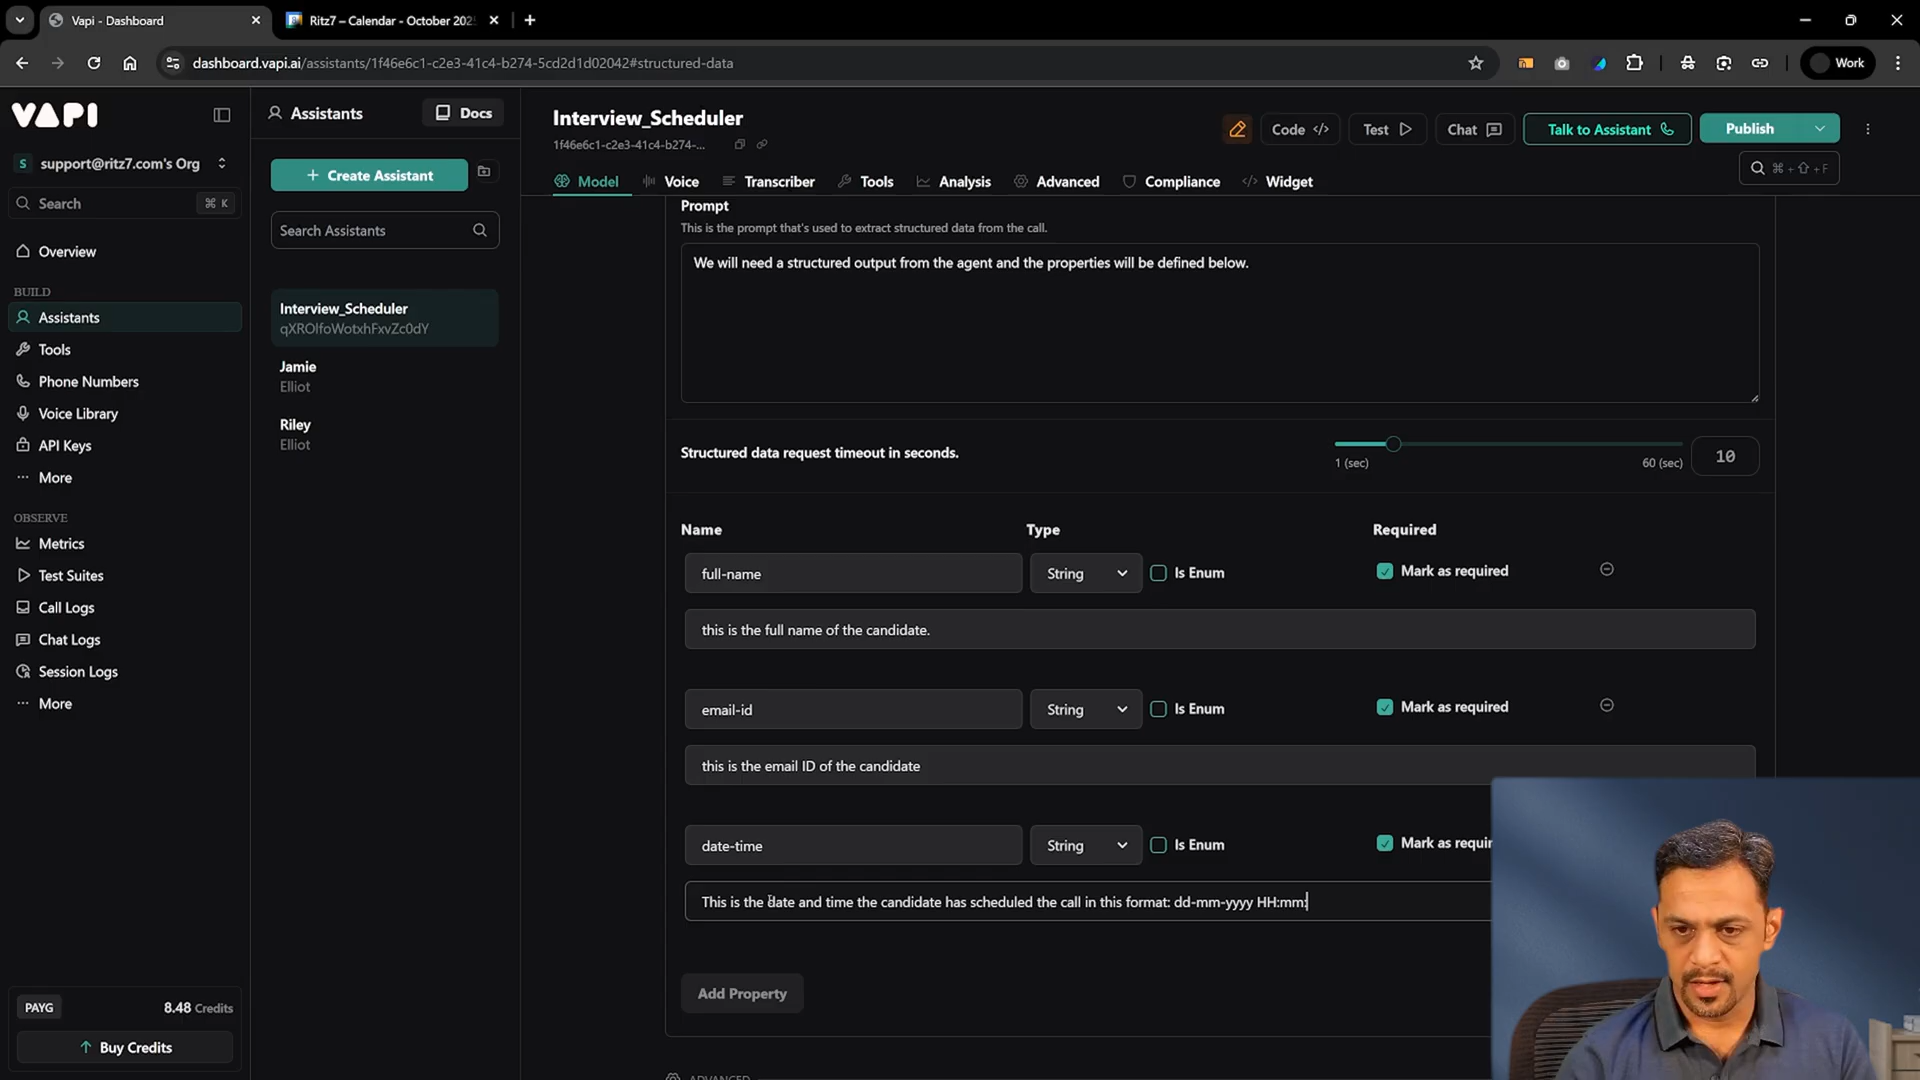 Vapi - Dashboard
Ritz7 – Calendar - October 202
dashboard.vapi.ai/assistants/1f46e6c1-c2e3-41c4-b274-5cd2d1d02042#structured-data
Work
VAPI
Assistants
Docs
S
support@ritz7.com's Org
Search
⌘ K
Overview
BUILD
Assistants
Tools
Phone Numbers
Voice Library
API Keys
More
OBSERVE
Metrics
Test Suites
Call Logs
Chat Logs
Session Logs
More
PAYG
8.48 Credits
Buy Credits
Create Assistant
Search Assistants
Interview_Scheduler
qXROlfoWotxhFxvZc0dY
Jamie
Elliot
Riley
Elliot
Interview_Scheduler
1f46e6c1-c2e3-41c4-b274-...
Code
Test
Chat
Talk to Assistant
Publish
⌘ + ⇧ + F
Model
Voice
Transcriber
Tools
Analysis
Advanced
Compliance
Widget
Prompt
This is the prompt that's used to extract structured data from the call.
We will need a structured output from the agent and the properties will be defined below.
Structured data request timeout in seconds.
1 (sec)
60 (sec)
10
Name
Type
Required
full-name
String
Is Enum
Mark as required
this is the full name of the candidate.
email-id
String
Is Enum
Mark as required
this is the email ID of the candidate
date-time
String
Is Enum
Mark as requir
This is the date and time the candidate has scheduled the call in this format: dd-mm-yyyy HH:mm:
Add Property
ADVANCED